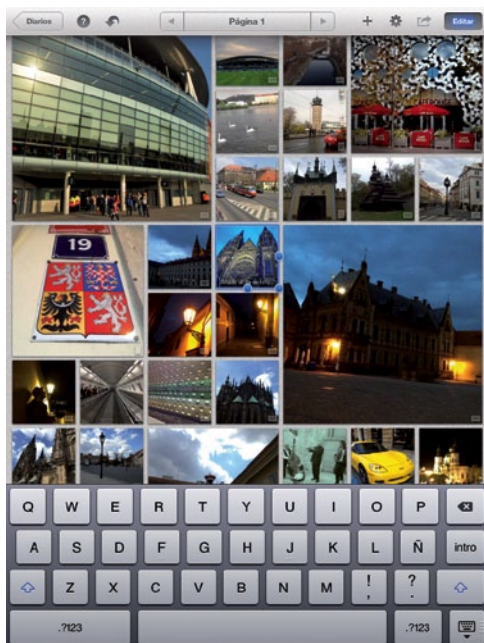 Diarios ? ◀ Página 1 ▶ + Editar
19
Q W E R T Y U I O P
A S D F G H J K L Ñ intro
Z X C V B N M ! , ? .
.?123 .?123